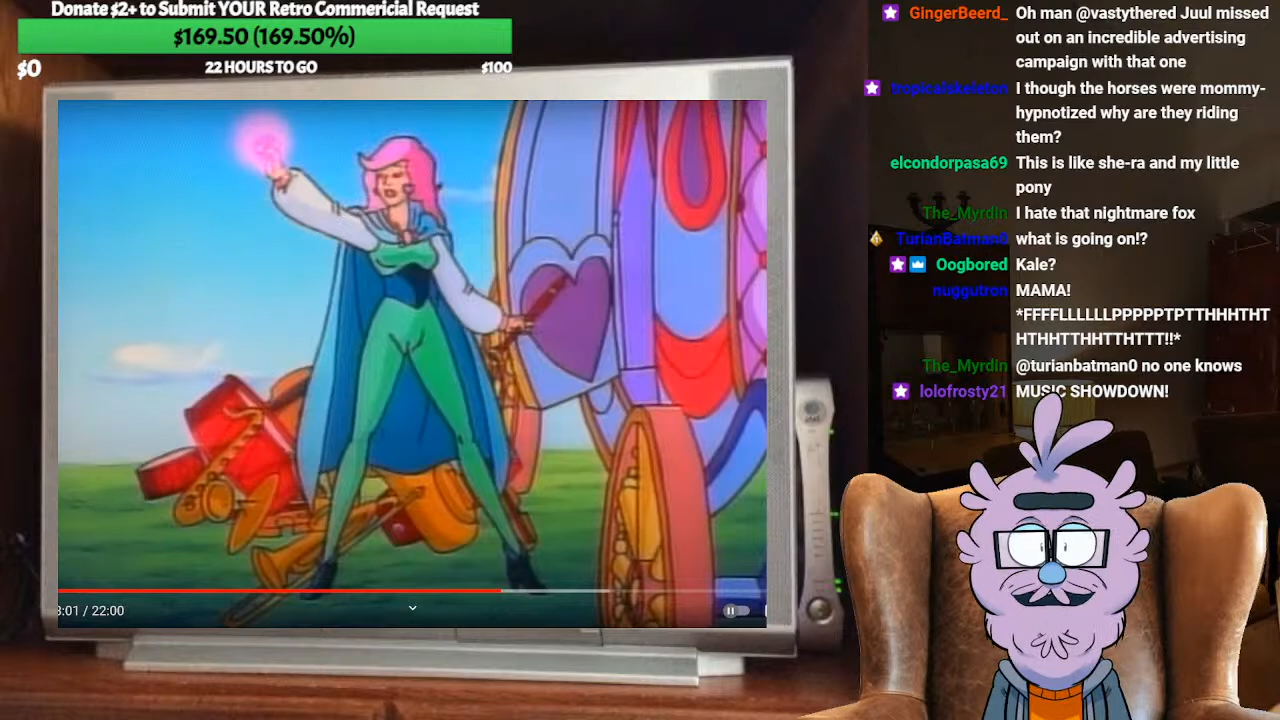 Donate $2+ to Submit YOUR Retro Commericial Request
$169.50 (169.50%)
$0
22 HOURS TO GO
$100
3:01 / 22:00
GingerBeerd_ Oh man @vastythered Juul missed
out on an incredible advertising
campaign with that one
tropicalskeleton I though the horses were mommy-
hypnotized why are they riding
them?
elcondorpasa69 This is like she-ra and my little
pony
The_Myrdin I hate that nightmare fox
TurianBatman0 what is going on!?
Oogbored Kale?
nuggutron MAMA!
*FFFFLLLLLLPPPPPTPTTHHHTHT
HTHHTTHHTTHTTT!!*
The_Myrdin @turianbatman0 no one knows
lolofrosty21 MUSIC SHOWDOWN!